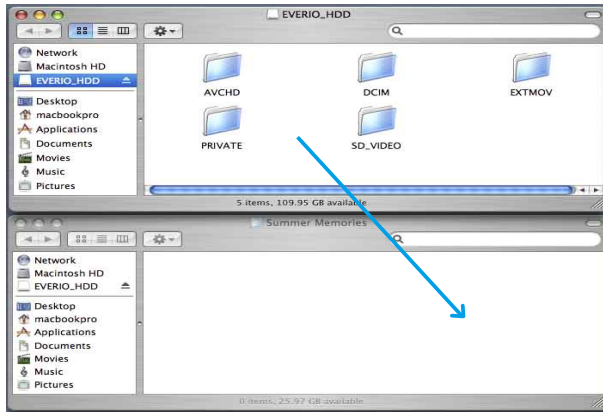 EVERIO_HDD
Network
Macintosh HD
EVERIO_HDD
Desktop
macbookpro
Applications
Documents
Movies
Music
Pictures
AVCHD
DCIM
EXTMOV
PRIVATE
SD_VIDEO
5 items, 109.95 GB available
Summer Memories
Network
Macintosh HD
EVERIO_HDD
Desktop
macbookpro
Applications
Documents
Movies
Music
Pictures
0 items, 25.97 GB available